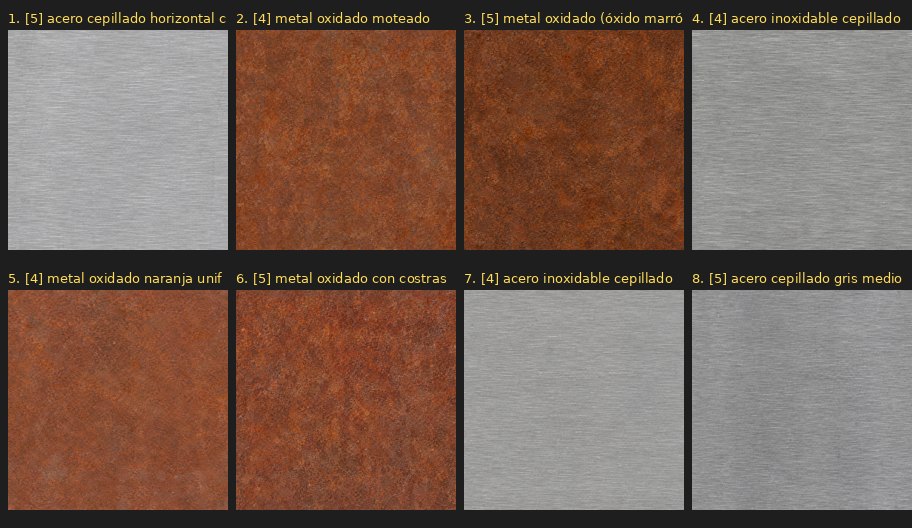 1. [5] acero cepillado horizontal c
2. [4] metal oxidado moteado
3. [5] metal oxidado (óxido marró
4. [4] acero inoxidable cepillado
5. [4] metal oxidado naranja unif
6. [5] metal oxidado con costras
7. [4] acero inoxidable cepillado
8. [5] acero cepillado gris medio